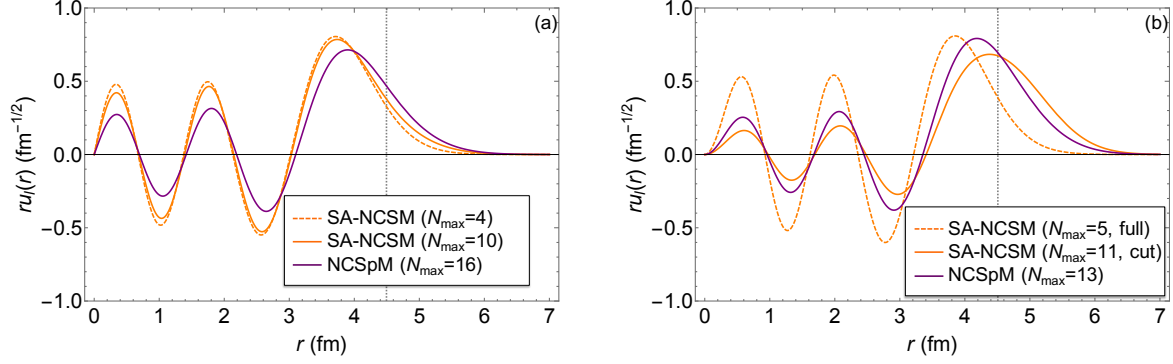 (a)
1.0
0.5
0.0
−0.5
−1.0
ru_l(r) (fm^{−1/2})
SA-NCSM (N_max=4)
SA-NCSM (N_max=10)
NCSpM (N_max=16)
0 1 2 3 4 5 6 7
r (fm)
(b)
1.0
0.5
0.0
−0.5
−1.0
ru_l(r) (fm^{−1/2})
SA-NCSM (N_max=5, full)
SA-NCSM (N_max=11, cut)
NCSpM (N_max=13)
0 1 2 3 4 5 6 7
r (fm)